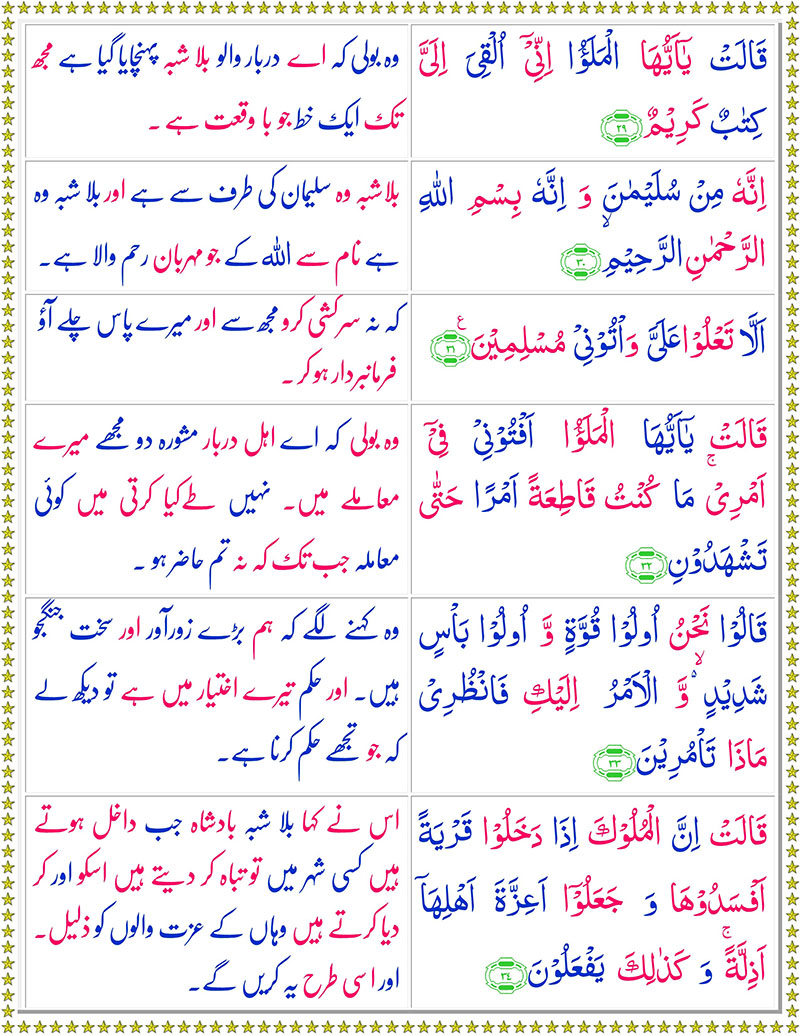 قَالَتْ يٰۤاَيُّهَا الْمَلَؤُا اِنِّيْۤ اُلْقِيَ اِلَيَّ
كِتٰبٌ كَرِيْمٌ ۲۹
وہ بولی کہ اے دربار والو بلا شبہ پہنچایا گیا ہے مجھ
تک ایک خط جو با وقعت ہے ۔
اِنَّهٗ مِنْ سُلَيْمٰنَ وَ اِنَّهٗ بِسْمِ اللهِ
الرَّحْمٰنِ الرَّحِيْمِۙ ۳۰
بلا شبہ وہ سلیمان کی طرف سے ہے اور بلا شبہ وہ
ہے نام سے اللہ کے جو مہربان رحم والا ہے۔
اَلَّا تَعْلُوْا عَلَيَّ وَاْتُوْنِيْ مُسْلِمِيْنَ ۳۱ ع
کہ نہ سرکشی کرو مجھ سے اور میرے پاس چلے آؤ
فرمانبردار ہوکر ۔
قَالَتْ يٰۤاَيُّهَا الْمَلَؤُا اَفْتُوْنِيْ فِيْۤ
اَمْرِيْۚ مَا كُنْتُ قَاطِعَةً اَمْرًا حَتّٰى
تَشْهَدُوْنِ ۳۲
وہ بولی کہ اے اہل دربار مشورہ دو مجھے میرے
معاملے میں۔ نہیں طے کیا کرتی میں کوئی
معاملہ جب تک کہ نہ تم حاضر ہو ۔
قَالُوْا نَحْنُ اُولُوْا قُوَّةٍ وَّ اُولُوْا بَاْسٍ
شَدِيْدٍ ۙ۬ وَّ الْاَمْرُ اِلَيْكِ فَانْظُرِيْ
مَاذَا تَاْمُرِيْنَ ۳۳
وہ کہنے لگے کہ ہم بڑے زورآور اور سخت جنگجو
ہیں۔ اور حکم تیرے اختیار میں ہے تو دیکھ لے
کہ جو تجھے حکم کرنا ہے۔
قَالَتْ اِنَّ الْمُلُوْكَ اِذَا دَخَلُوْا قَرْيَةً
اَفْسَدُوْهَا وَ جَعَلُوْۤا اَعِزَّةَ اَهْلِهَاۤ
اَذِلَّةًۚ وَ كَذٰلِكَ يَفْعَلُوْنَ ۳۴
اس نے کہا بلا شبہ بادشاہ جب داخل ہوتے
ہیں کسی شہر میں تو تباہ کر دیتے ہیں اسکو اور کر
دیا کرتے ہیں وہاں کے عزت والوں کو ذلیل۔
اور اسی طرح یہ کریں گے۔